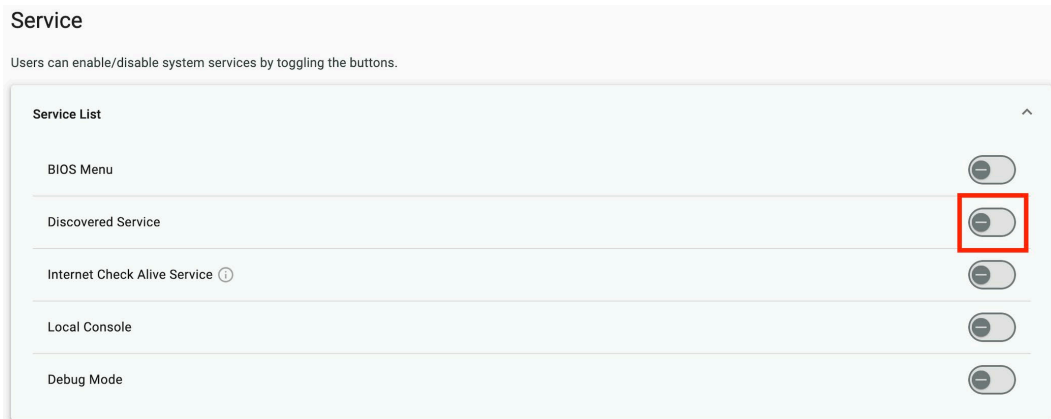 Service
Users can enable/disable system services by toggling the buttons.
Service List
BIOS Menu
Discovered Service
Internet Check Alive Service
Local Console
Debug Mode